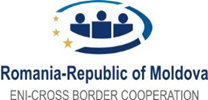 Romania-Republic of Moldova
ENI-CROSS BORDER COOPERATION